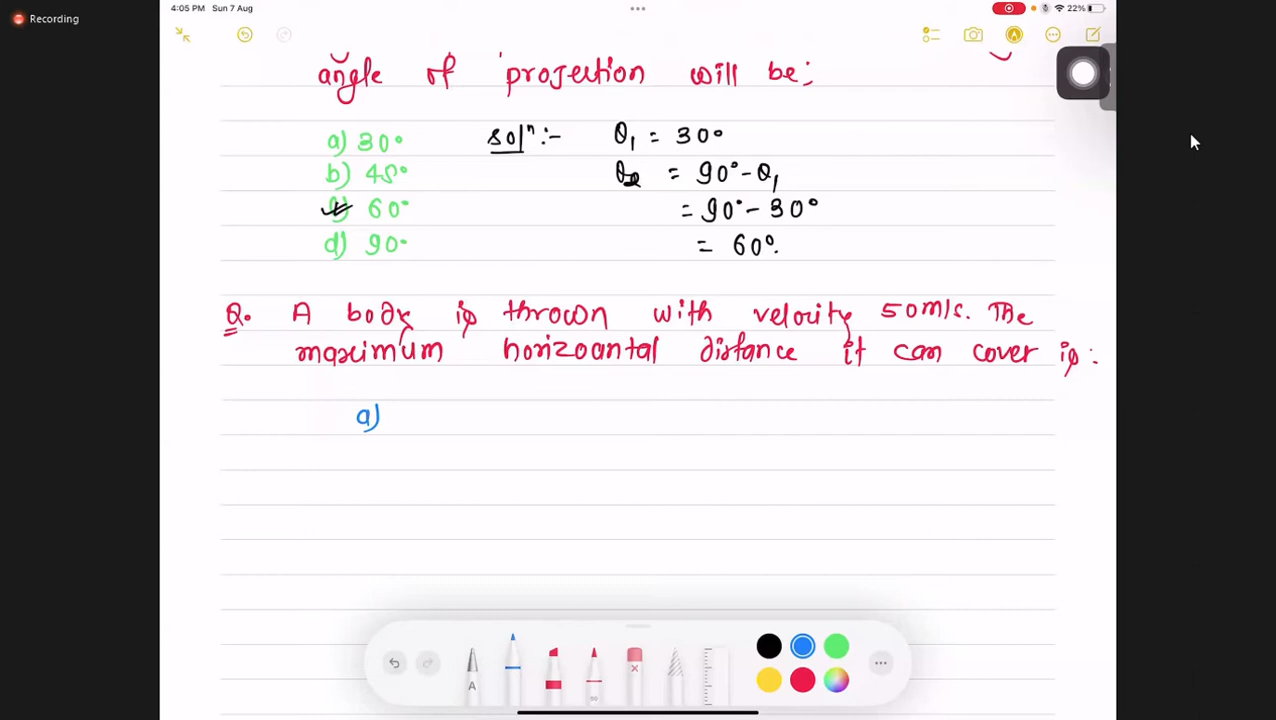 Recording
4:05 PM Sun 7 Aug
22%
angle of projection will be:
a) 30°
b) 45°
60°
d) 90°
solⁿ:- θ₁ = 30°
θ₂ = 90° - θ₁
= 90° - 30°
= 60°.
Q. A body is thrown with velocity 50m/s. The
maximum horizoantal distance it can cover is:
a)
A